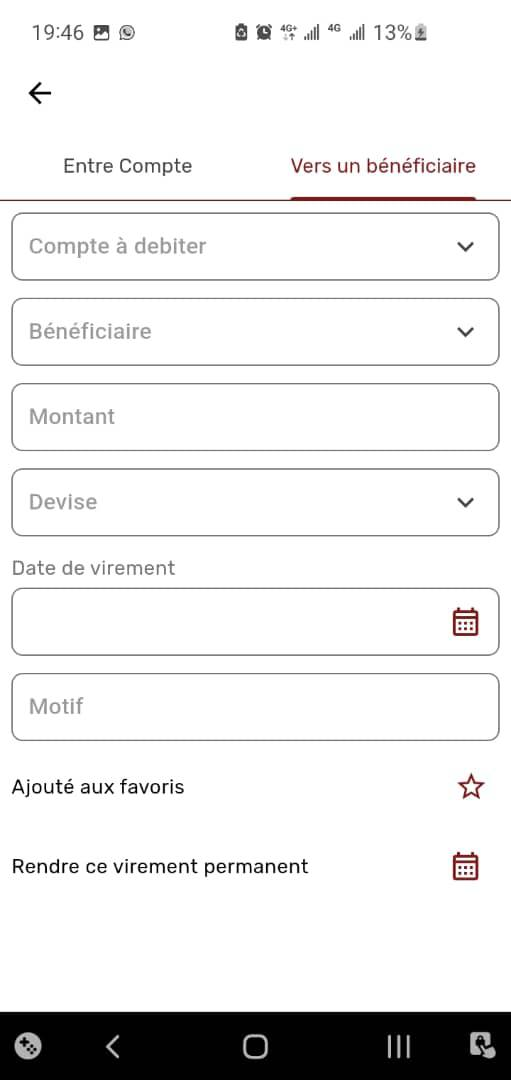 19:46 4G+ 4G 13%
Entre Compte Vers un bénéficiaire
Compte à debiter
Bénéficiaire
Montant
Devise
Date de virement
Motif
Ajouté aux favoris
Rendre ce virement permanent